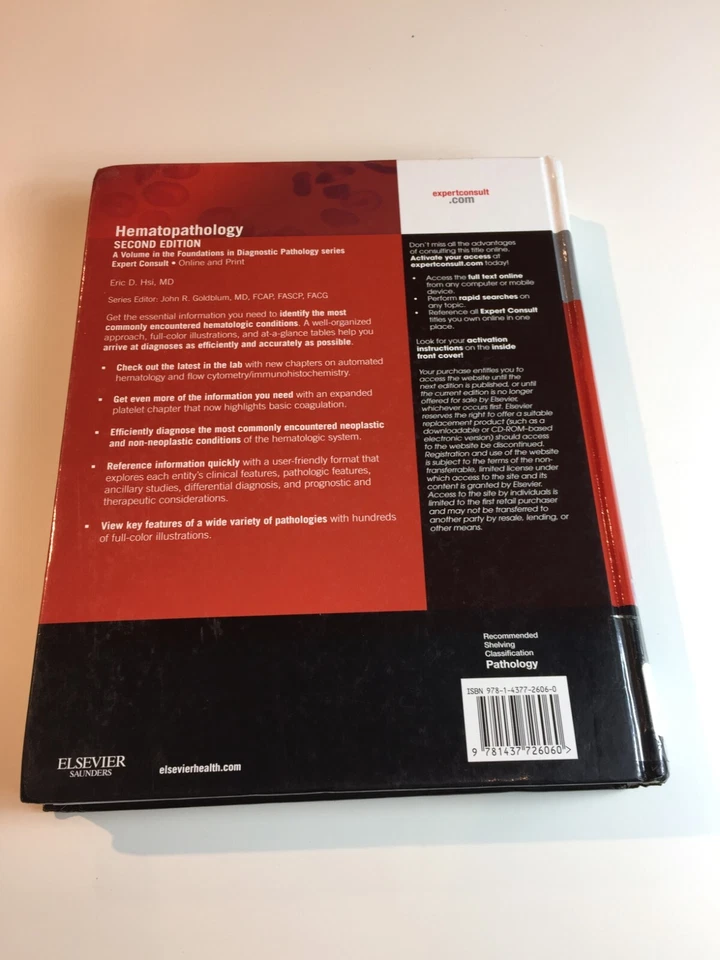 Hematopathology
SECOND EDITION
A Volume in the Foundations in Diagnostic Pathology series
Expert Consult • Online and Print
Eric D. Hsi, MD
Series Editor: John R. Goldblum, MD, FCAP, FASCP, FACG
Get the essential information you need to identify the most
commonly encountered hematologic conditions. A well-organized
approach, full-color illustrations, and at-a-glance tables help you
arrive at diagnoses as efficiently and accurately as possible.
• Check out the latest in the lab with new chapters on automated
hematology and flow cytometry/immunohistochemistry.
• Get even more of the information you need with an expanded
platelet chapter that now highlights basic coagulation.
• Efficiently diagnose the most commonly encountered neoplastic
and non-neoplastic conditions of the hematologic system.
• Reference information quickly with a user-friendly format that
explores each entity's clinical features, pathologic features,
ancillary studies, differential diagnosis, and prognostic and
therapeutic considerations.
• View key features of a wide variety of pathologies with hundreds
of full-color illustrations.
expertconsult
.com
Don't miss all the advantages
of consulting this title online.
Activate your access at
expertconsult.com today!
• Access the full text online
from any computer or mobile
device.
• Perform rapid searches on
any topic.
• Reference all Expert Consult
titles you own online in one
place.
Look for your activation
instructions on the inside
front cover!
Your purchase entitles you to
access the website until the
next edition is published, or until
the current edition is no longer
offered for sale by Elsevier,
whichever occurs first. Elsevier
reserves the right to offer a suitable
replacement product (such as a
downloadable or CD-ROM-based
electronic version) should access
to the website be discontinued.
Registration and use of the website
is subject to the terms of the non-
transferrable, limited license under
which access to the site and its
content is granted by Elsevier.
Access to the site by individuals is
limited to the first retail purchaser
and may not be transferred to
another party by resale, lending, or
other means.
Recommended
Shelving
Classification
Pathology
ISBN 978-1-4377-2606-0
9 781437 726060>
ELSEVIER
SAUNDERS
elsevierhealth.com